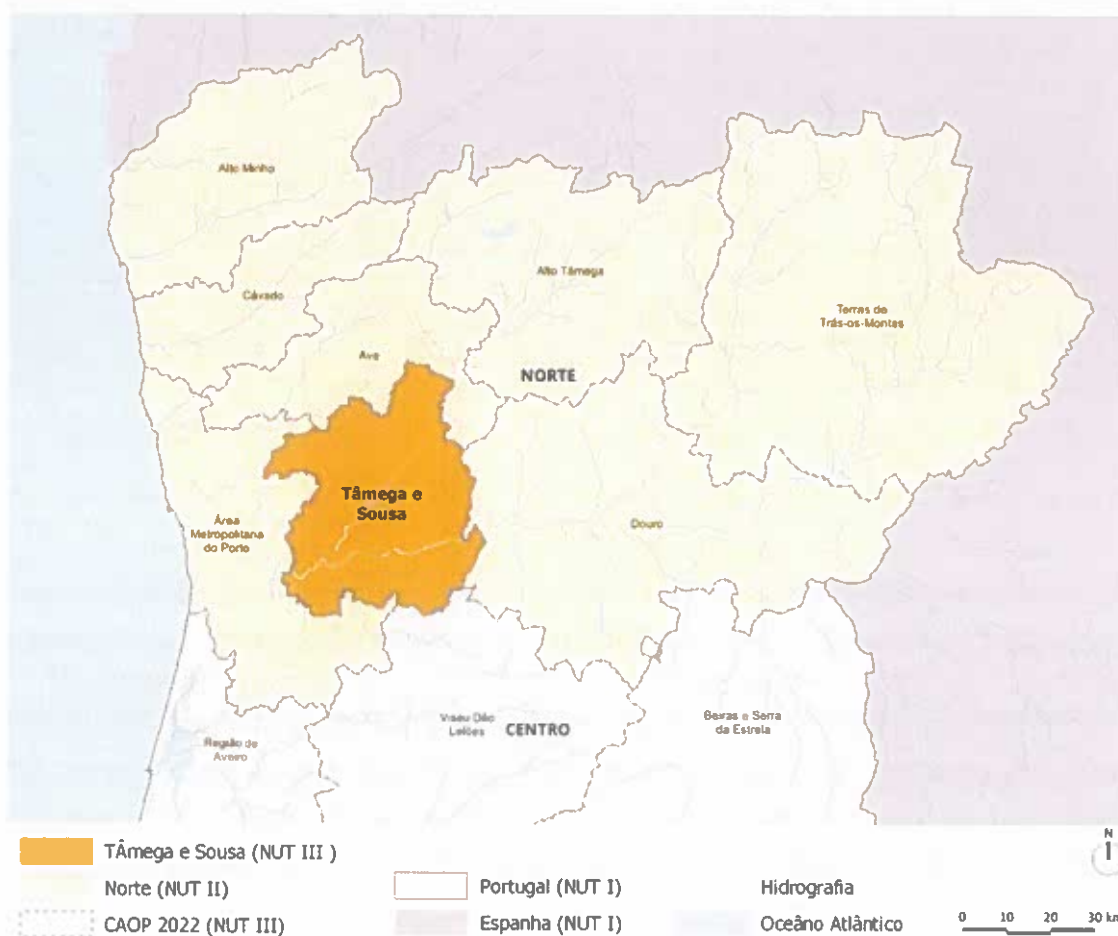 Alto Minho
Cávado
Alto Tâmega
Terras de
Trás-os-Montes
Ave
NORTE
Tâmega e
Sousa
Área
Metropolitana
do Porto
Douro
Viseu Dão
Lafões
CENTRO
Beiras e Serra
da Estrela
Região de
Aveiro
N
TÂmega e Sousa (NUT III )
Norte (NUT II)
Portugal (NUT I)
Hidrografia
CAOP 2022 (NUT III)
Espanha (NUT I)
Oceâno Atlântico
0 10 20 30 km